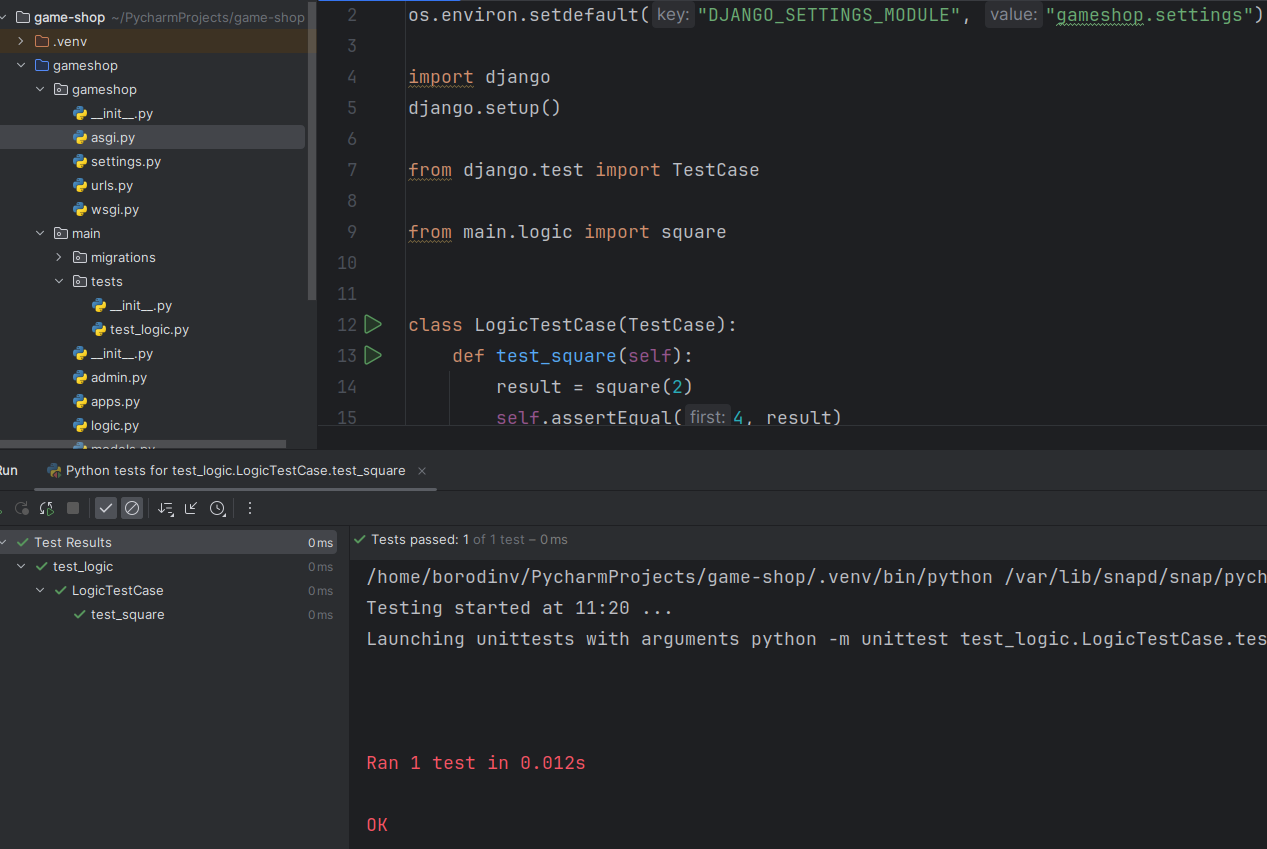 game-shop ~/PycharmProjects/game-shop
.venv
gameshop
gameshop
__init__.py
asgi.py
settings.py
urls.py
wsgi.py
main
migrations
tests
__init__.py
test_logic.py
__init__.py
admin.py
apps.py
logic.py
models.py
2 os.environ.setdefault( key: "DJANGO_SETTINGS_MODULE", value: "gameshop.settings")
3
4 import django
5 django.setup()
6
7 from django.test import TestCase
8
9 from main.logic import square
10
11
12 class LogicTestCase(TestCase):
13 def test_square(self):
14 result = square(2)
15 self.assertEqual( first: 4, result)
Run Python tests for test_logic.LogicTestCase.test_square
Test Results 0 ms
test_logic 0 ms
LogicTestCase 0 ms
test_square 0 ms
Tests passed: 1 of 1 test – 0 ms
/home/borodinv/PycharmProjects/game-shop/.venv/bin/python /var/lib/snapd/snap/pych
Testing started at 11:20 ...
Launching unittests with arguments python -m unittest test_logic.LogicTestCase.tes
Ran 1 test in 0.012s
OK